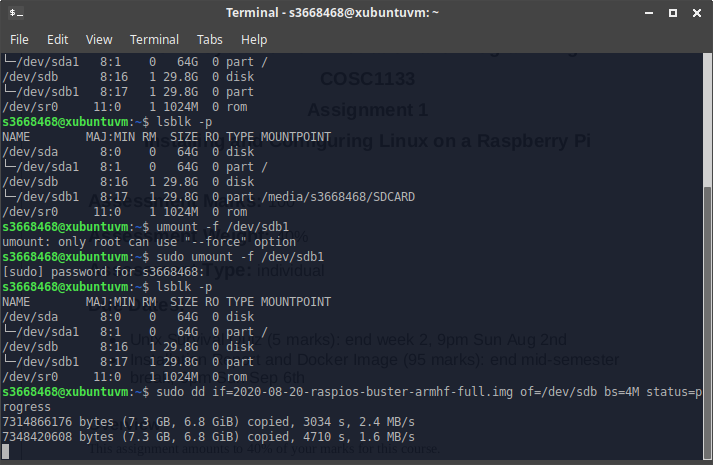 Terminal - s3668468@xubuntuvm: ~
File Edit View Terminal Tabs Help
└─/dev/sda1 8:1 0 64G 0 part /
/dev/sdb 8:16 1 29.8G 0 disk
└─/dev/sdb1 8:17 1 29.8G 0 part
/dev/sr0 11:0 1 1024M 0 rom
s3668468@xubuntuvm:~$ lsblk -p
NAME MAJ:MIN RM SIZE RO TYPE MOUNTPOINT
/dev/sda 8:0 0 64G 0 disk
└─/dev/sda1 8:1 0 64G 0 part /
/dev/sdb 8:16 1 29.8G 0 disk
└─/dev/sdb1 8:17 1 29.8G 0 part /media/s3668468/SDCARD
/dev/sr0 11:0 1 1024M 0 rom
s3668468@xubuntuvm:~$ umount -f /dev/sdb1
umount: only root can use "--force" option
s3668468@xubuntuvm:~$ sudo umount -f /dev/sdb1
[sudo] password for s3668468:
s3668468@xubuntuvm:~$ lsblk -p
NAME MAJ:MIN RM SIZE RO TYPE MOUNTPOINT
/dev/sda 8:0 0 64G 0 disk
└─/dev/sda1 8:1 0 64G 0 part /
/dev/sdb 8:16 1 29.8G 0 disk
└─/dev/sdb1 8:17 1 29.8G 0 part
/dev/sr0 11:0 1 1024M 0 rom
s3668468@xubuntuvm:~$ sudo dd if=2020-08-20-raspios-buster-armhf-full.img of=/dev/sdb bs=4M status=p
rogress
7314866176 bytes (7.3 GB, 6.8 GiB) copied, 3034 s, 2.4 MB/s
7348420608 bytes (7.3 GB, 6.8 GiB) copied, 4710 s, 1.6 MB/s
COSC1133
Assignment 1
and Configuring Linux on a Raspberry Pi
Type: individual
(5 marks): end week 2, 9pm Sun Aug 2nd
and Docker Image (95 marks): end mid-semester
Sep 6th
This assignment amounts to 40% of your marks for this course.